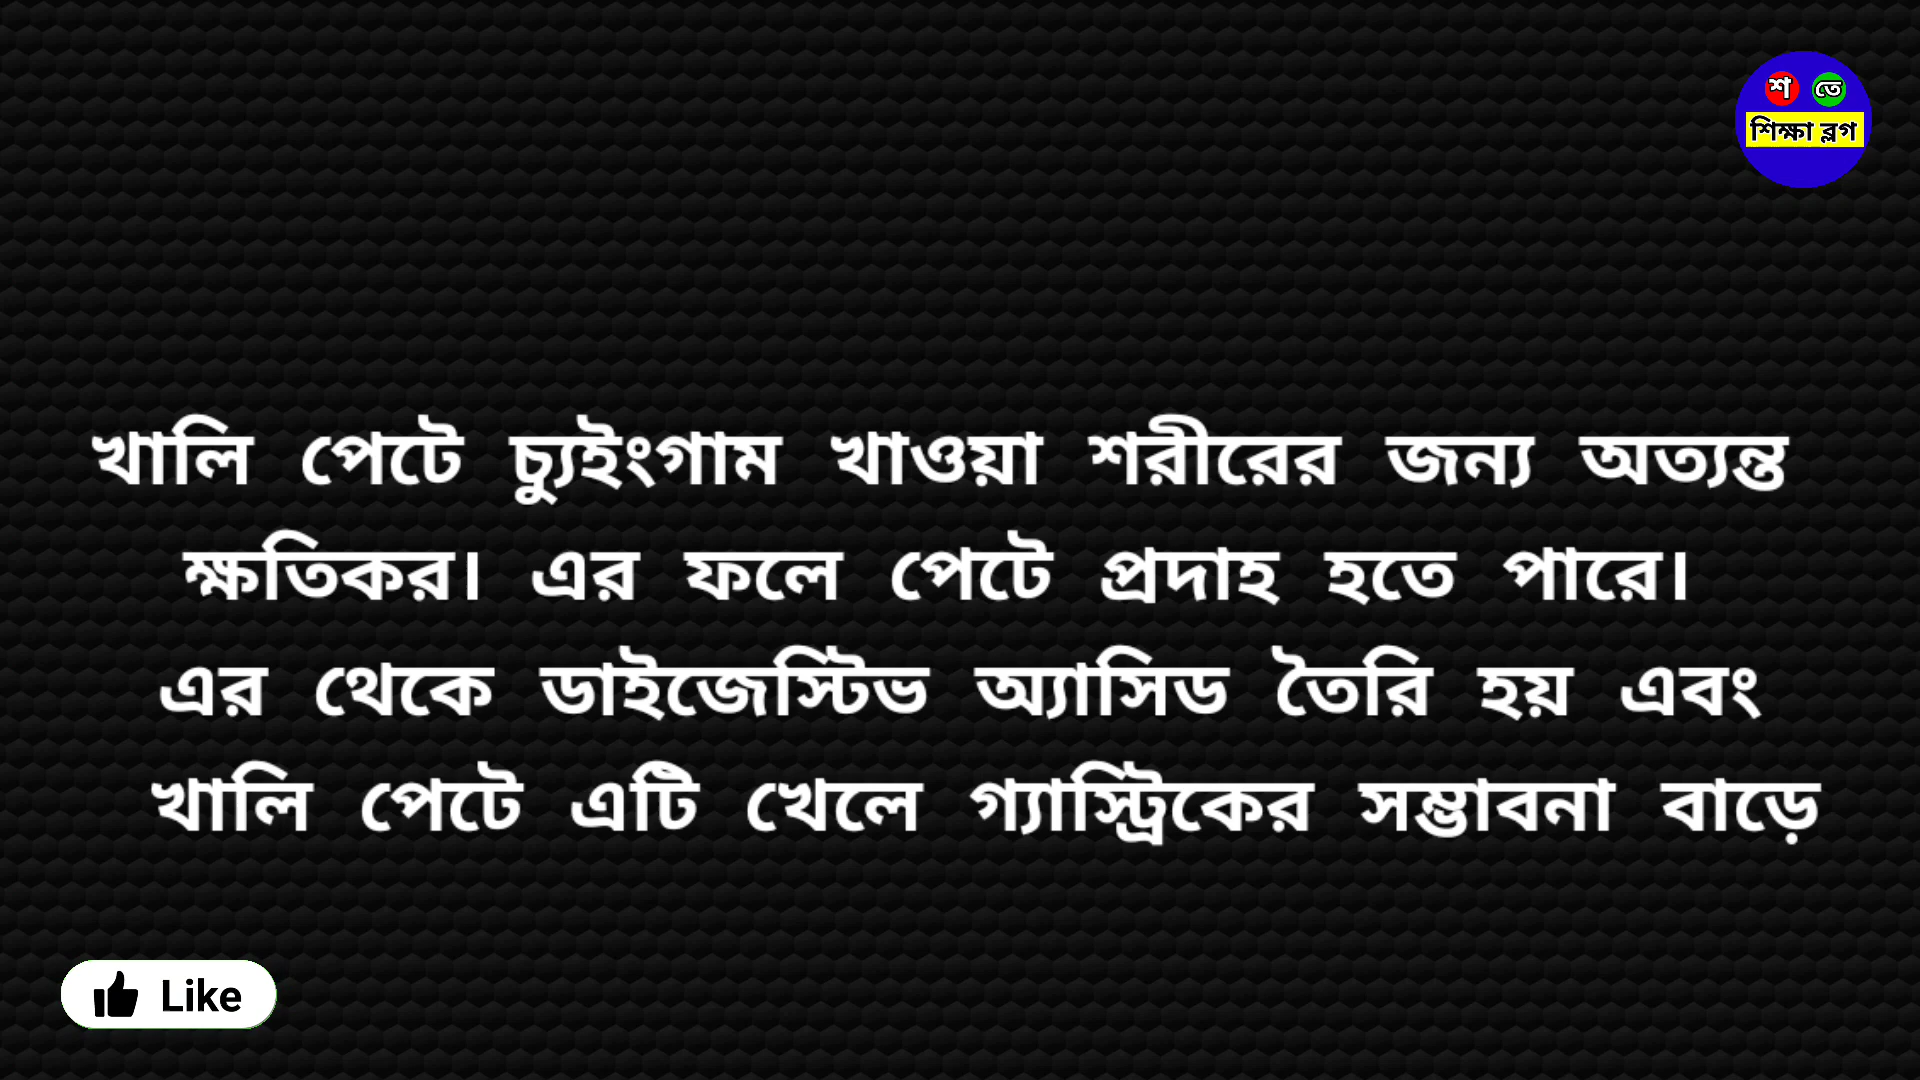 শ তে
শিক্ষা ব্লগ
খালি পেটে চ্যুইংগাম খাওয়া শরীরের জন্য অত্যন্ত
ক্ষতিকর। এর ফলে পেটে প্রদাহ হতে পারে।
এর থেকে ডাইজেস্টিভ অ্যাসিড তৈরি হয় এবং
খালি পেটে এটি খেলে গ্যাস্ট্রিকের সম্ভাবনা বাড়ে
Like